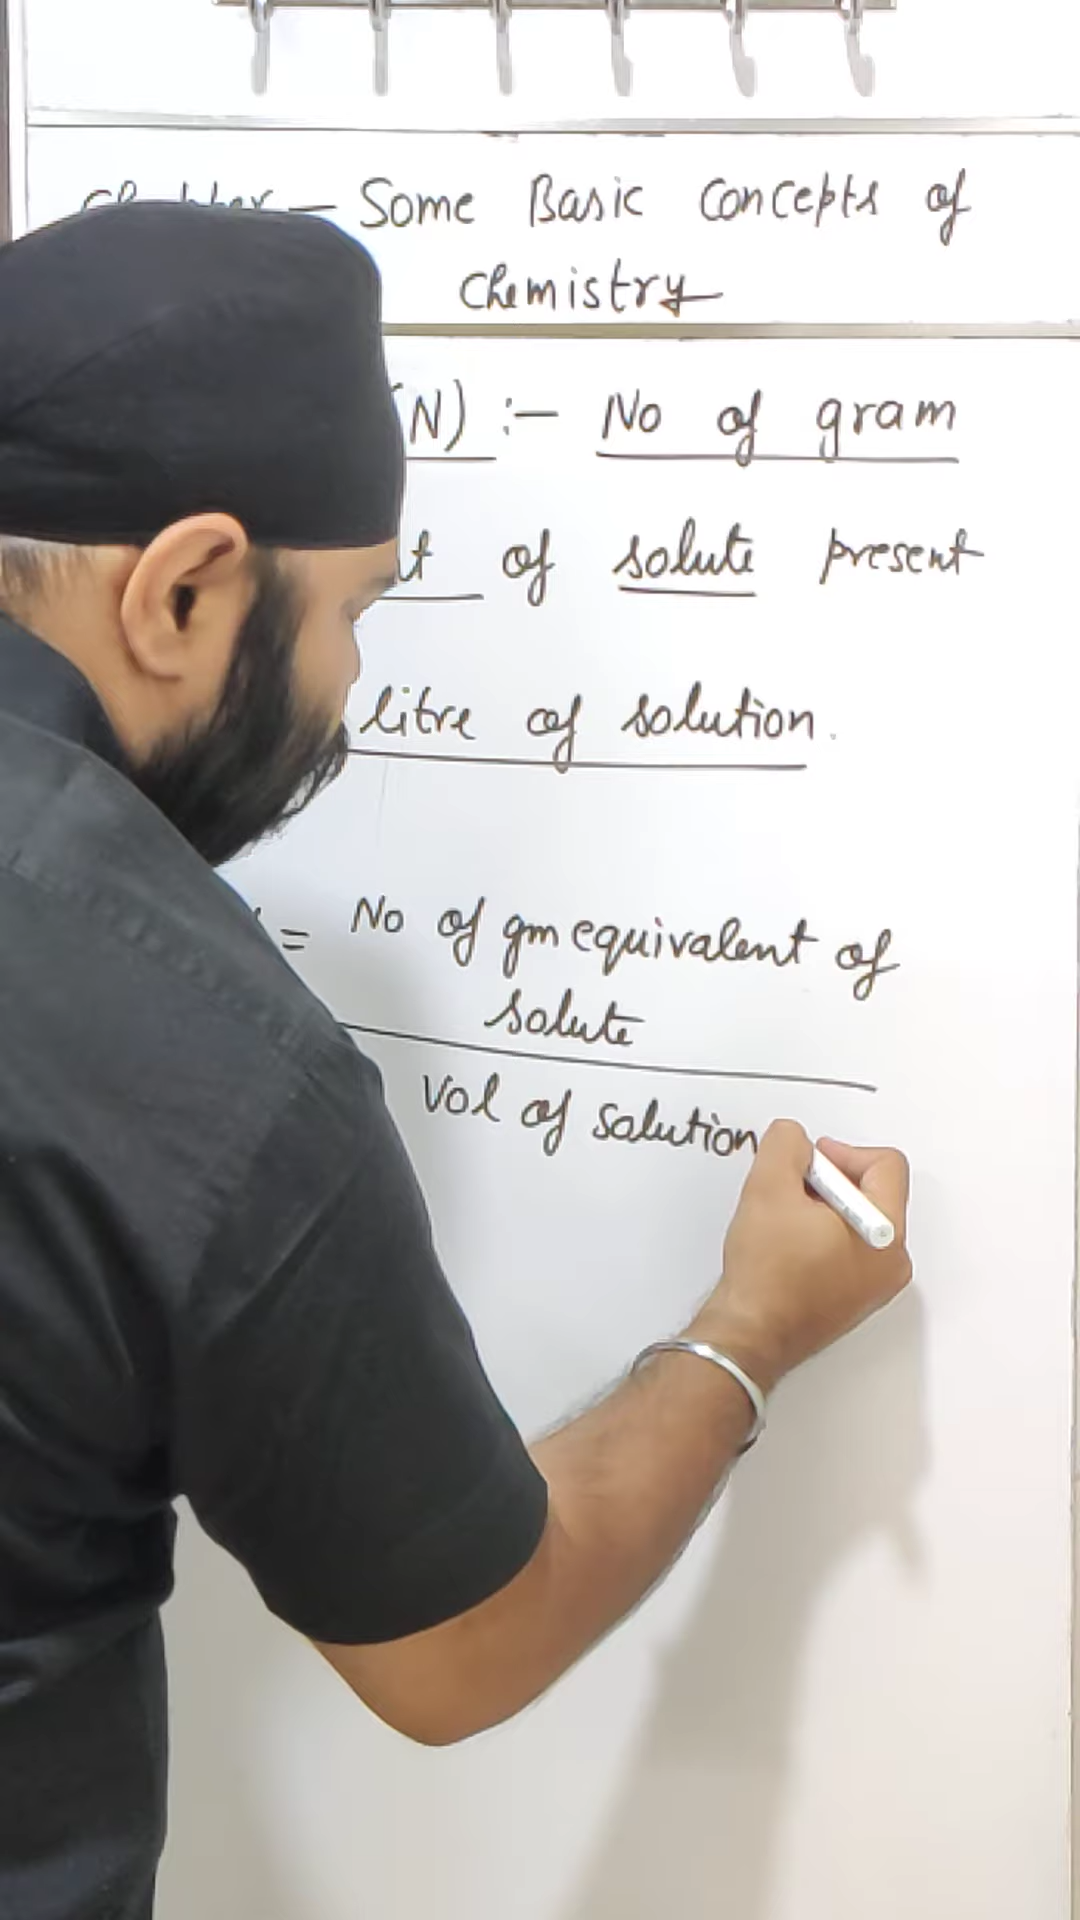 — Some Basic Concepts of
Chemistry
(N) :— No of gram
of solute present
litre of solution.
= No of gm equivalent of
solute
Vol of solution